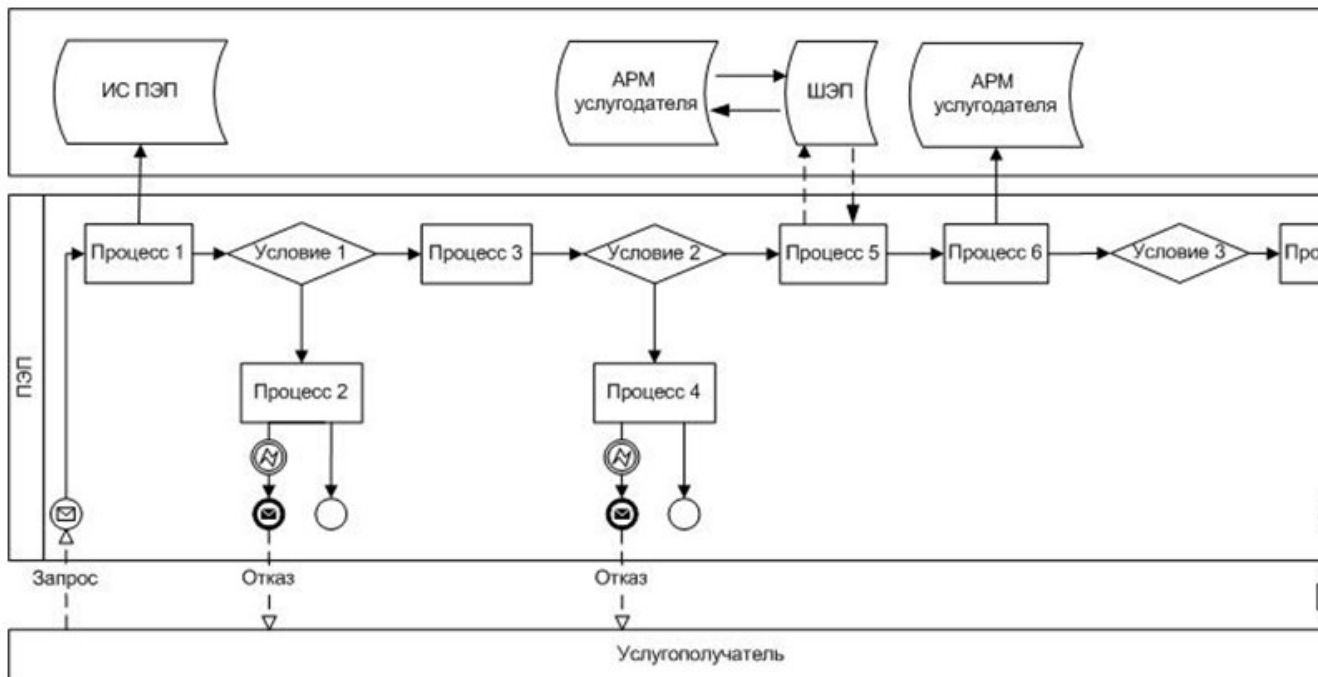 ИС ПЭП
АРМ
услугодателя
ШЭП
АРМ
услугодателя
ПЭП
Процесс 1
Условие 1
Процесс 3
Условие 2
Процесс 5
Процесс 6
Условие 3
Процесс 2
Процесс 4
Запрос
Отказ
Отказ
Услугополучатель